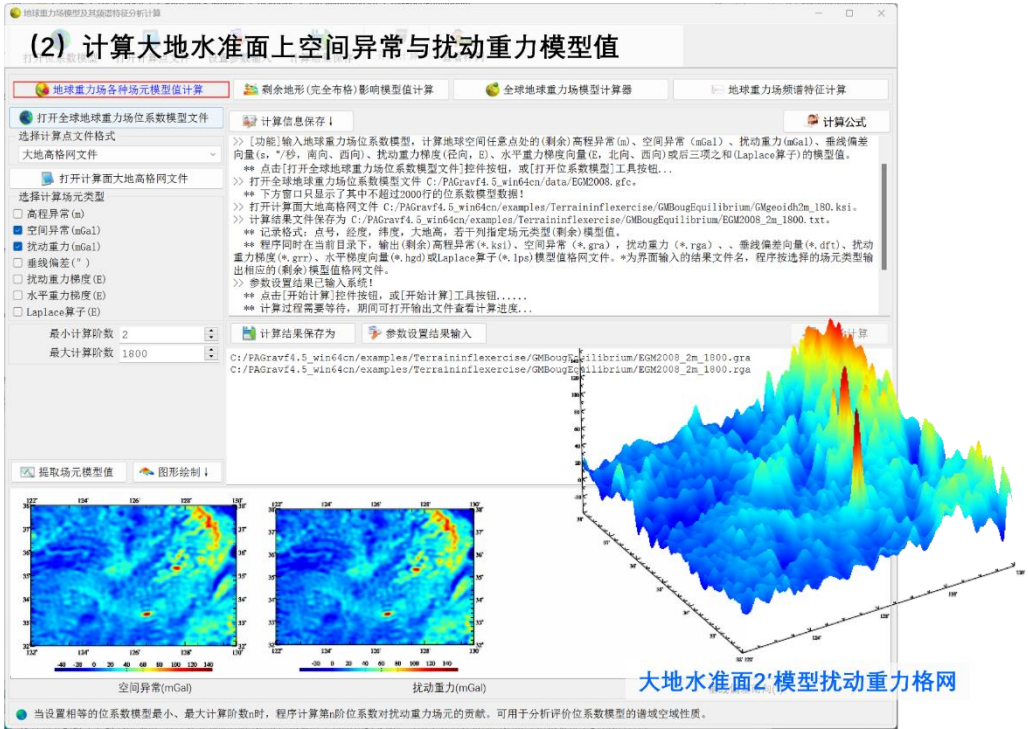 地球重力场模型及其频谱特征分析计算
(2) 计算大地水准面上空间异常与扰动重力模型值
地球重力场各种场元模型值计算
剩余地形(完全布格)影响模型值计算
全球地球重力场模型计算器
地球重力场频谱特征计算
打开全球地球重力场位系数模型文件
选择计算点文件格式
大地高格网文件
打开计算面大地高格网文件
选择计算场元类型
高程异常(m)
空间异常(mGal)
扰动重力(mGal)
垂线偏差(″)
扰动重力梯度(E)
水平重力梯度(E)
Laplace算子(E)
最小计算阶数 2
最大计算阶数 1800
计算信息保存↓
计算公式
>> [功能]输入地球重力场位系数模型，计算地球空间任意点处的(剩余)高程异常(m)、空间异常 (mGal)、扰动重力(mGal)、垂线偏差
向量(s，″/秒，南向、西向)、扰动重力梯度(径向，E)、水平重力梯度向量(E，北向、西向)或后三项之和(Laplace算子)的模型值。
** 点击[打开全球地球重力场位系数模型文件]控件按钮，或[打开位系数模型]工具按钮...
>> 打开全球地球重力场位系数模型文件 C:/PAGravf4.5_win64cn/data/EGM2008.gfc。
** 下方窗口只显示了其中不超过2000行的位系数模型数据！
>> 打开计算面大地高格网文件 C:/PAGravf4.5_win64cn/examples/Terraininflexercise/GMBougEquilibrium/GMgeoidh2m_180.ksi。
>> 计算结果文件保存为 C:/PAGravf4.5_win64cn/examples/Terraininflexercise/GMBougEquilibrium/EGM2008_2m_1800.txt。
** 记录格式：点号，经度，纬度，大地高，若干列指定场元类型(剩余)模型值。
** 程序同时在当前目录下，输出(剩余)高程异常(*.ksi)、空间异常 (*.gra) ，扰动重力 (*.rga) 、、垂线偏差向量(*.dft)、扰动
重力梯度(*.grr)、水平梯度向量(*.hgd)或Laplace算子(*.lps)模型值格网文件。*为界面输入的结果文件名，程序按选择的场元类型输
出相应的(剩余)模型值格网文件。
>> 参数设置结果已输入系统！
** 点击[开始计算]控件按钮，或[开始计算]工具按钮......
** 计算过程需要等待，期间可打开输出文件查看计算进度...
计算结果保存为
参数设置结果输入
C:/PAGravf4.5_win64cn/examples/Terraininflexercise/GMBougEquilibrium/EGM2008_2m_1800.gra
C:/PAGravf4.5_win64cn/examples/Terraininflexercise/GMBougEquilibrium/EGM2008_2m_1800.rga
提取场元模型值
图形绘制↓
122° 124° 126° 128° 130°
122° 124° 126° 128° 130°
-40 -20 0 20 40 60 80 100 120 140
空间异常(mGal)
扰动重力(mGal)
大地水准面2′模型扰动重力格网
当设置相等的位系数模型最小、最大计算阶数n时，程序计算第n阶位系数对扰动重力场元的贡献。可用于分析评价位系数模型的谱域空域性质。